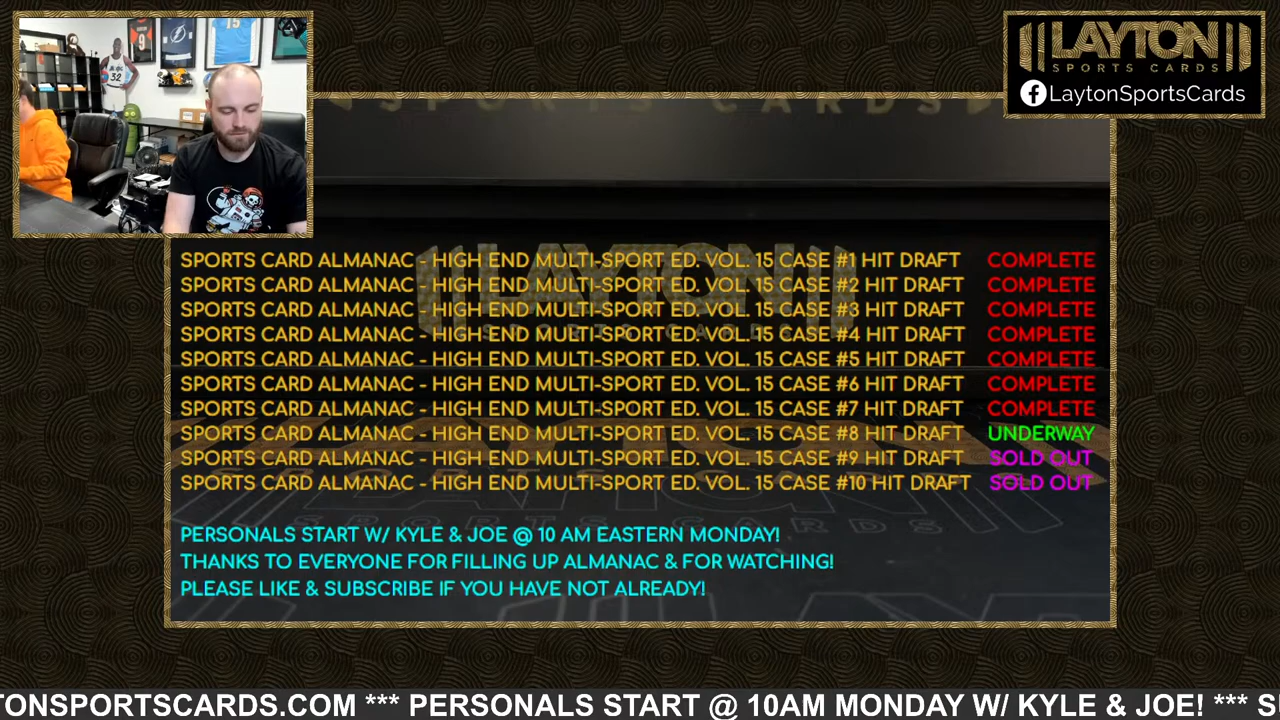 15
9
32
LAYTON
SPORTS CARDS
LaytonSportsCards
SPORTS CARDS
LAYTON
SPORTS CARD ALMANAC - HIGH END MULTI-SPORT ED. VOL. 15 CASE #1 HIT DRAFT COMPLETE
SPORTS CARD ALMANAC - HIGH END MULTI-SPORT ED. VOL. 15 CASE #2 HIT DRAFT COMPLETE
SPORTS CARD ALMANAC - HIGH END MULTI-SPORT ED. VOL. 15 CASE #3 HIT DRAFT COMPLETE
SPORTS CARD ALMANAC - HIGH END MULTI-SPORT ED. VOL. 15 CASE #4 HIT DRAFT COMPLETE
SPORTS CARD ALMANAC - HIGH END MULTI-SPORT ED. VOL. 15 CASE #5 HIT DRAFT COMPLETE
SPORTS CARD ALMANAC - HIGH END MULTI-SPORT ED. VOL. 15 CASE #6 HIT DRAFT COMPLETE
SPORTS CARD ALMANAC - HIGH END MULTI-SPORT ED. VOL. 15 CASE #7 HIT DRAFT COMPLETE
SPORTS CARD ALMANAC - HIGH END MULTI-SPORT ED. VOL. 15 CASE #8 HIT DRAFT UNDERWAY
SPORTS CARD ALMANAC - HIGH END MULTI-SPORT ED. VOL. 15 CASE #9 HIT DRAFT SOLD OUT
SPORTS CARD ALMANAC - HIGH END MULTI-SPORT ED. VOL. 15 CASE #10 HIT DRAFT SOLD OUT
PERSONALS START W/ KYLE & JOE @ 10 AM EASTERN MONDAY!
THANKS TO EVERYONE FOR FILLING UP ALMANAC & FOR WATCHING!
PLEASE LIKE & SUBSCRIBE IF YOU HAVE NOT ALREADY!
TONSPORTSCARDS.COM *** PERSONALS START @ 10AM MONDAY W/ KYLE & JOE! *** S